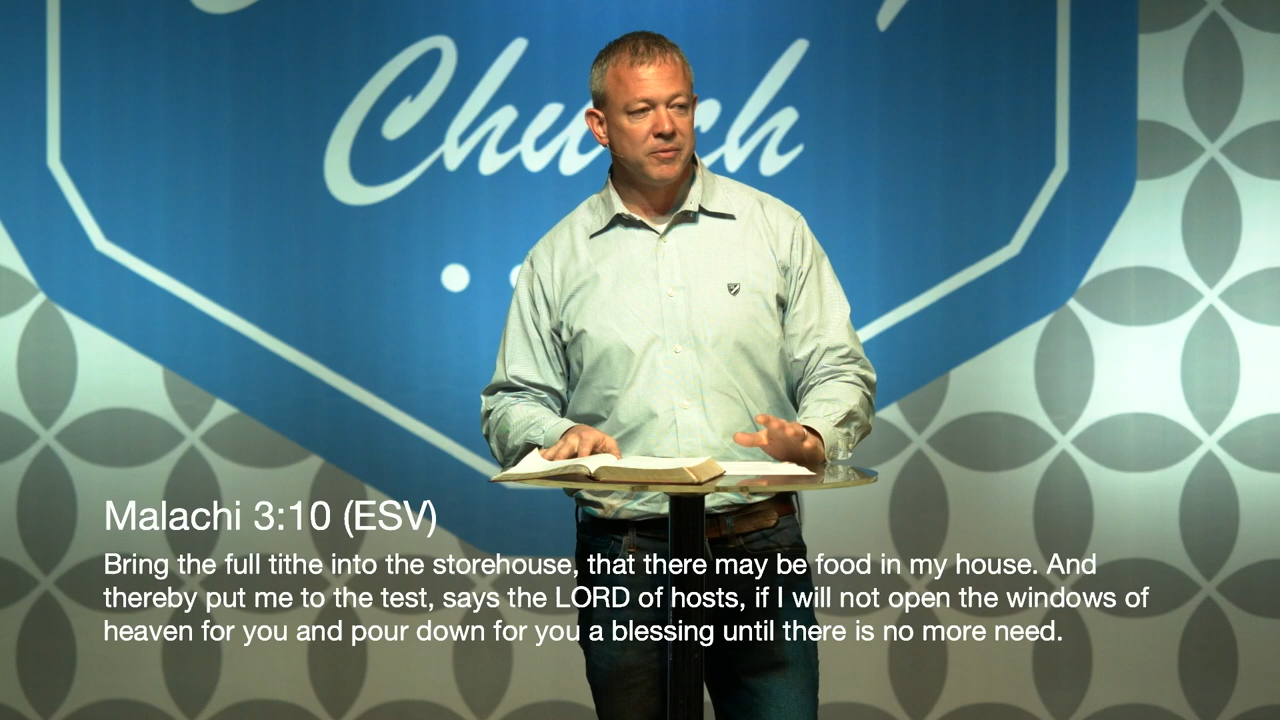 Church
Malachi 3:10 (ESV)
Bring the full tithe into the storehouse, that there may be food in my house. And
thereby put me to the test, says the LORD of hosts, if I will not open the windows of
heaven for you and pour down for you a blessing until there is no more need.